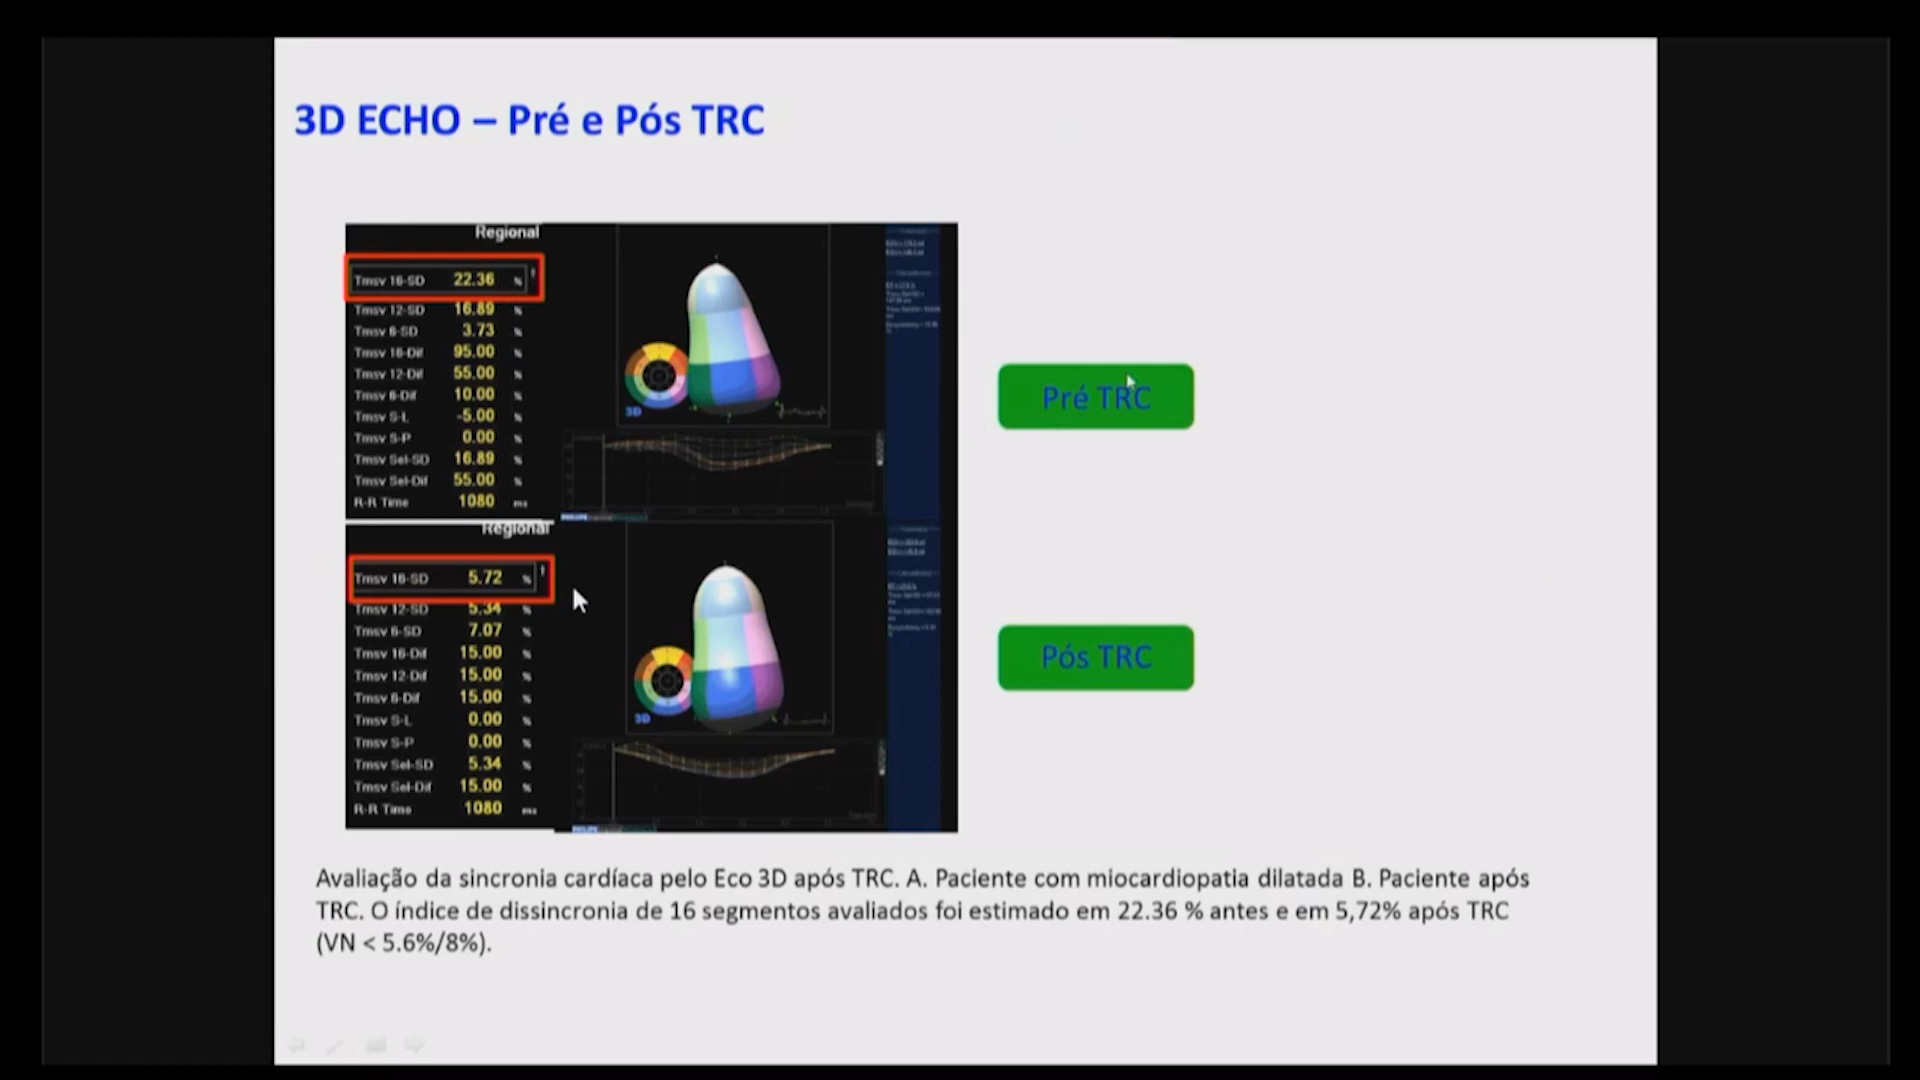 3D ECHO – Pré e Pós TRC
Regional
Tmsv 16-SD 22.36 %
Tmsv 12-SD 16.89 %
Tmsv 6-SD 3.73 %
Tmsv 16-Dif 95.00 %
Tmsv 12-Dif 55.00 %
Tmsv 6-Dif 10.00 %
Tmsv S-L -5.00 %
Tmsv S-P 0.00 %
Tmsv Sel-SD 16.89 %
Tmsv Sel-Dif 55.00 %
R-R Time 1080 ms
3D
Pré TRC
Regional
Tmsv 16-SD 5.72 %
Tmsv 12-SD 5.34 %
Tmsv 6-SD 7.07 %
Tmsv 16-Dif 15.00 %
Tmsv 12-Dif 15.00 %
Tmsv 6-Dif 15.00 %
Tmsv S-L 0.00 %
Tmsv S-P 0.00 %
Tmsv Sel-SD 5.34 %
Tmsv Sel-Dif 15.00 %
R-R Time 1080 ms
3D
Pós TRC
Avaliação da sincronia cardíaca pelo Eco 3D após TRC. A. Paciente com miocardiopatia dilatada B. Paciente após
TRC. O índice de dissincronia de 16 segmentos avaliados foi estimado em 22.36 % antes e em 5,72% após TRC
(VN < 5.6%/8%).